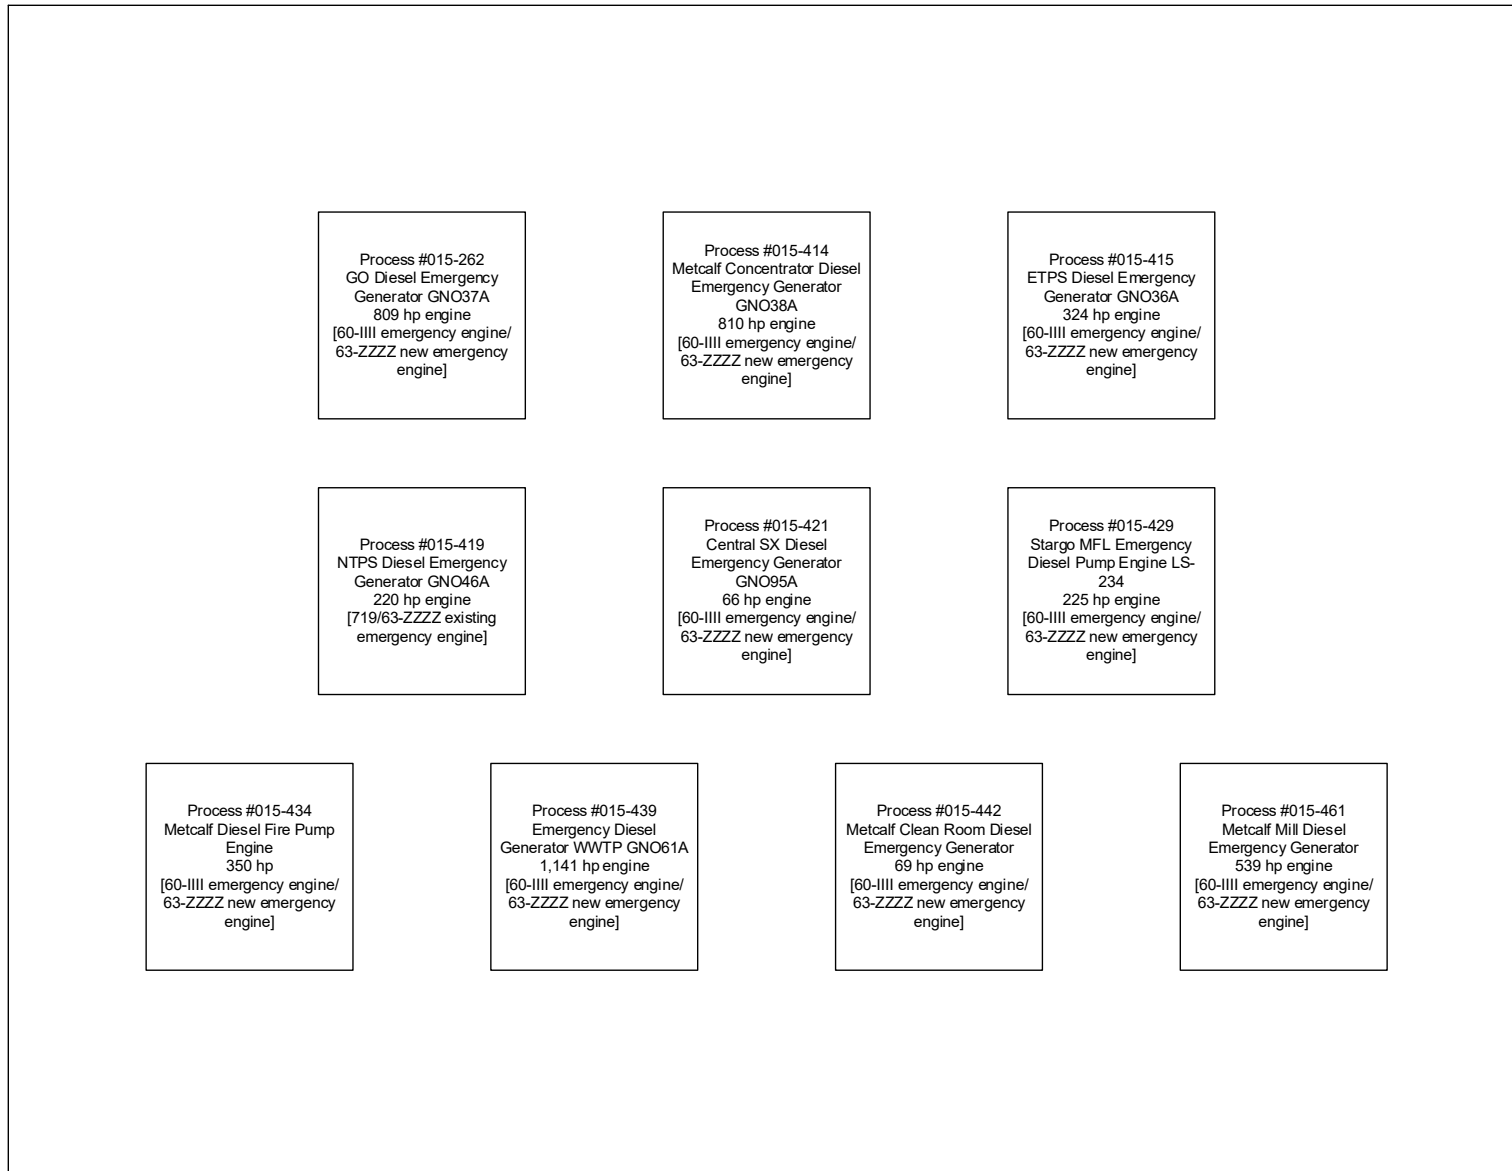 Process #015-262
GO Diesel Emergency
Generator GNO37A
809 hp engine
[60-IIII emergency engine/
63-ZZZZ new emergency
engine]
Process #015-414
Metcalf Concentrator Diesel
Emergency Generator
GNO38A
810 hp engine
[60-IIII emergency engine/
63-ZZZZ new emergency
engine]
Process #015-415
ETPS Diesel Emergency
Generator GNO36A
324 hp engine
[60-IIII emergency engine/
63-ZZZZ new emergency
engine]
Process #015-419
NTPS Diesel Emergency
Generator GNO46A
220 hp engine
[719/63-ZZZZ existing
emergency engine]
Process #015-421
Central SX Diesel
Emergency Generator
GNO95A
66 hp engine
[60-IIII emergency engine/
63-ZZZZ new emergency
engine]
Process #015-429
Stargo MFL Emergency
Diesel Pump Engine LS-
234
225 hp engine
[60-IIII emergency engine/
63-ZZZZ new emergency
engine]
Process #015-434
Metcalf Diesel Fire Pump
Engine
350 hp
[60-IIII emergency engine/
63-ZZZZ new emergency
engine]
Process #015-439
Emergency Diesel
Generator WWTP GNO61A
1,141 hp engine
[60-IIII emergency engine/
63-ZZZZ new emergency
engine]
Process #015-442
Metcalf Clean Room Diesel
Emergency Generator
69 hp engine
[60-IIII emergency engine/
63-ZZZZ new emergency
engine]
Process #015-461
Metcalf Mill Diesel
Emergency Generator
539 hp engine
[60-IIII emergency engine/
63-ZZZZ new emergency
engine]